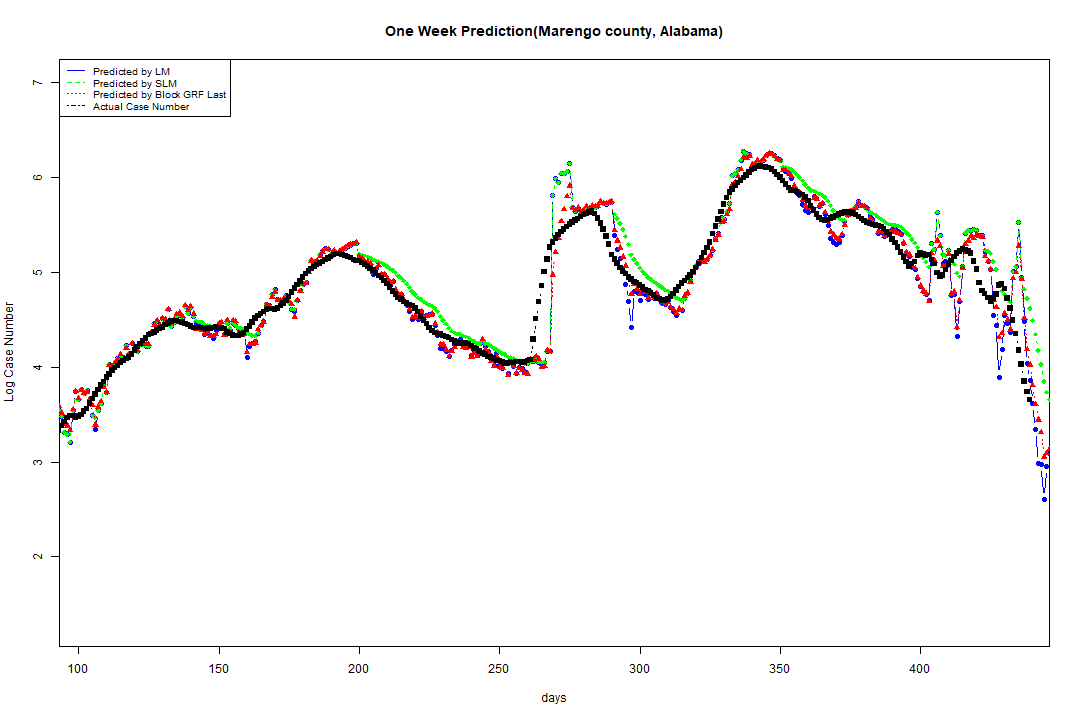 One Week Prediction(Marengo county, Alabama)
Predicted by LM
Predicted by SLM
Predicted by Block GRF Last
Actual Case Number
7
6
5
4
3
2
Log Case Number
100 150 200 250 300 350 400
days